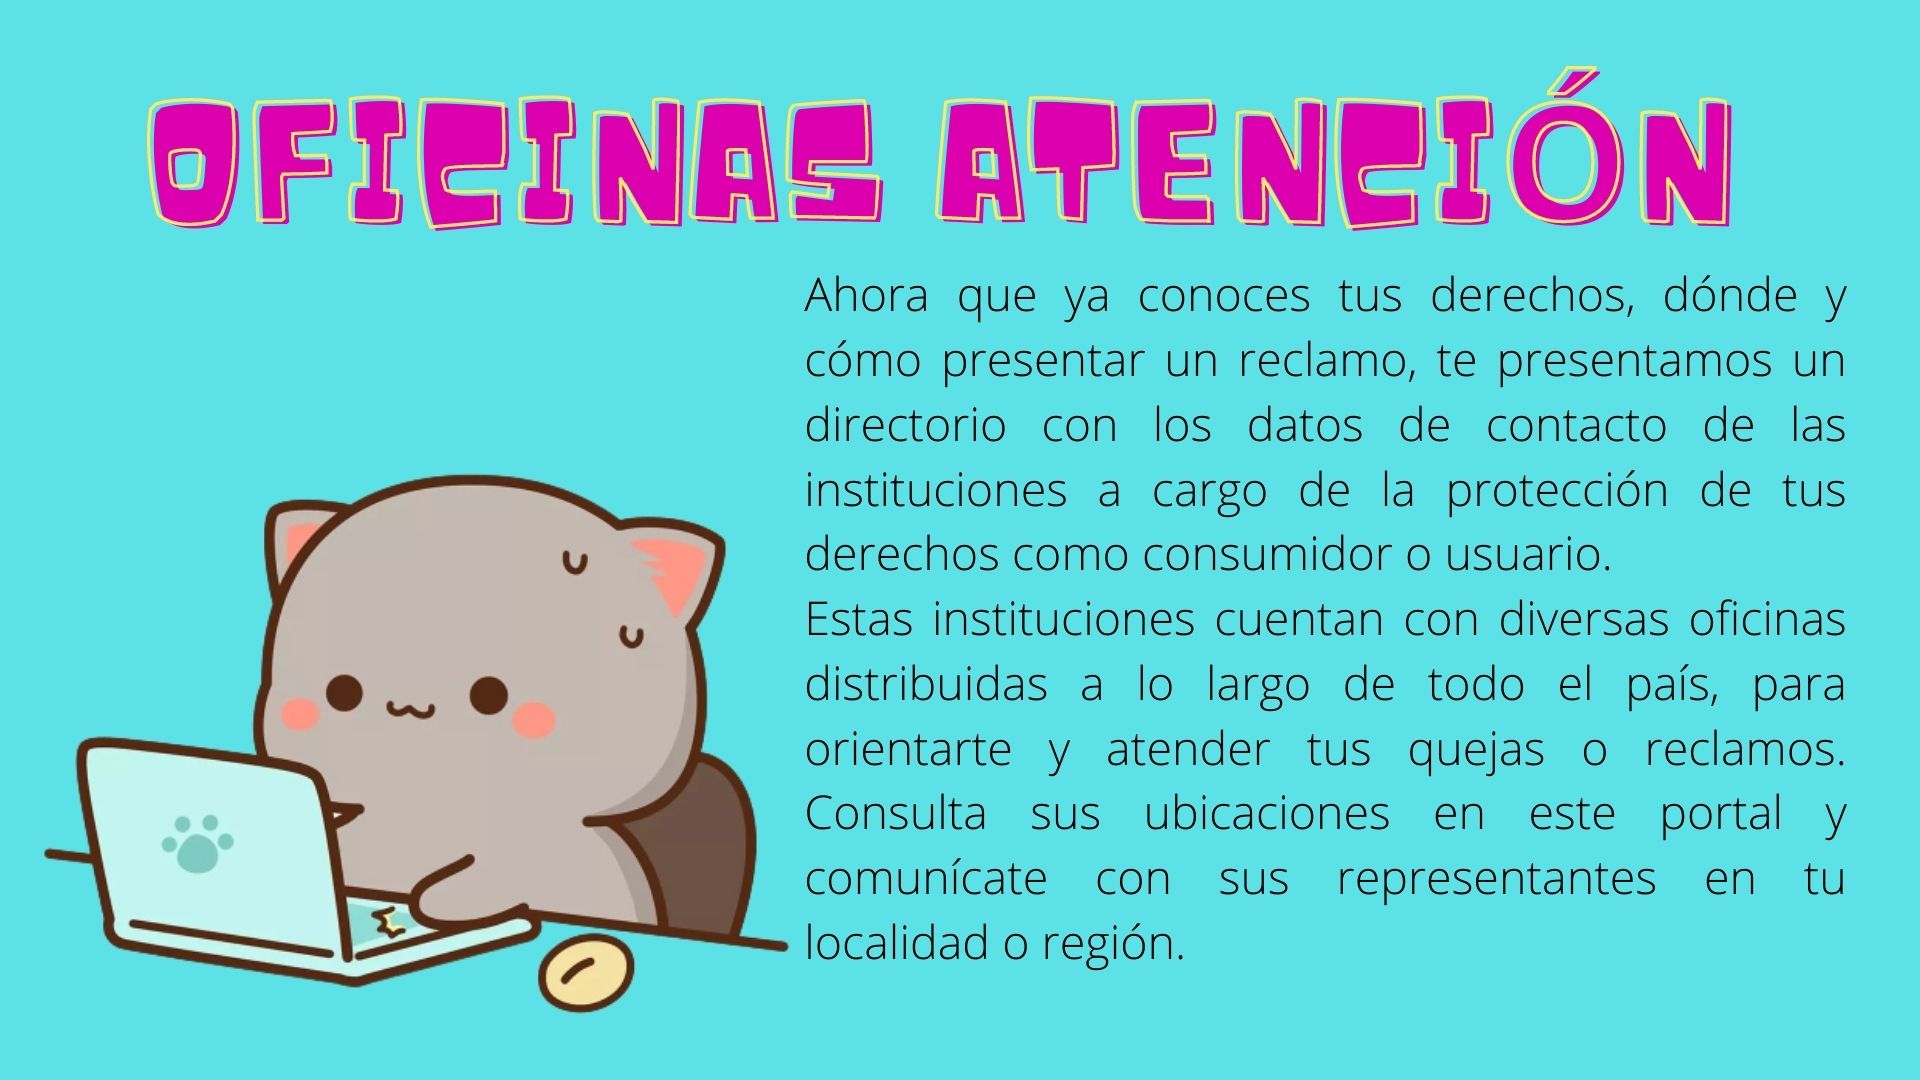 OFICINAS ATENCIÓN
Ahora que ya conoces tus derechos, dónde y
cómo presentar un reclamo, te presentamos un
directorio con los datos de contacto de las
instituciones a cargo de la protección de tus
derechos como consumidor o usuario.
Estas instituciones cuentan con diversas oficinas
distribuidas a lo largo de todo el país, para
orientarte y atender tus quejas o reclamos.
Consulta sus ubicaciones en este portal y
comunícate con sus representantes en tu
localidad o región.